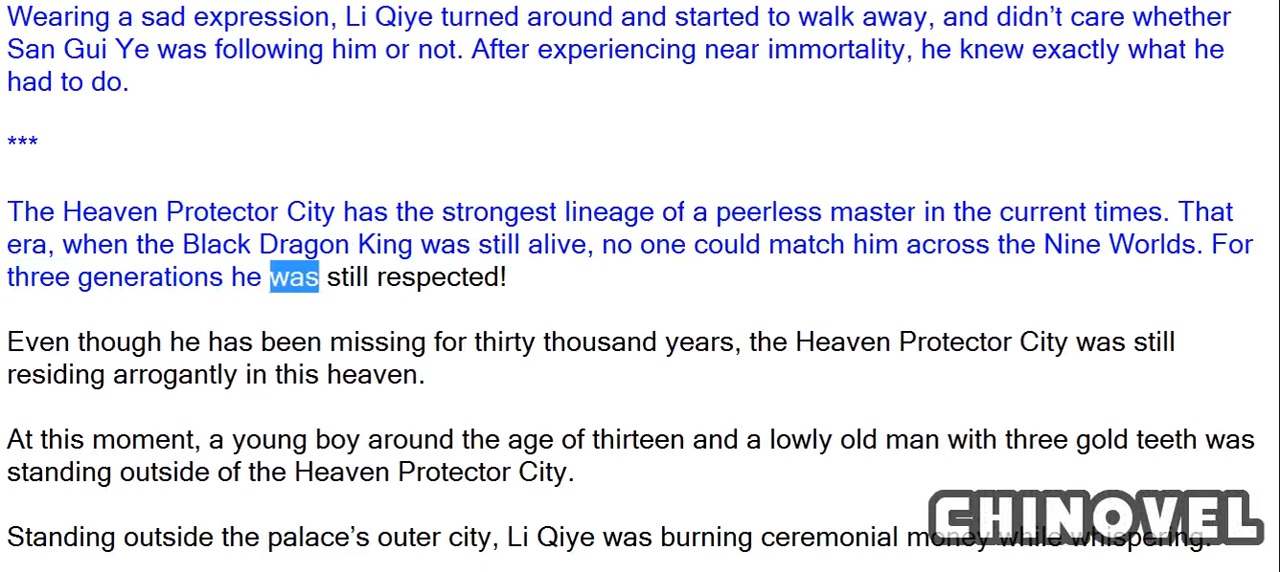 Wearing a sad expression, Li Qiye turned around and started to walk away, and didn't care whether
San Gui Ye was following him or not. After experiencing near immortality, he knew exactly what he
had to do.
***
The Heaven Protector City has the strongest lineage of a peerless master in the current times. That
era, when the Black Dragon King was still alive, no one could match him across the Nine Worlds. For
three generations he was still respected!
Even though he has been missing for thirty thousand years, the Heaven Protector City was still
residing arrogantly in this heaven.
At this moment, a young boy around the age of thirteen and a lowly old man with three gold teeth was
standing outside of the Heaven Protector City.
Standing outside the palace's outer city, Li Qiye was burning ceremonial money while whispering.
CHINOVEL